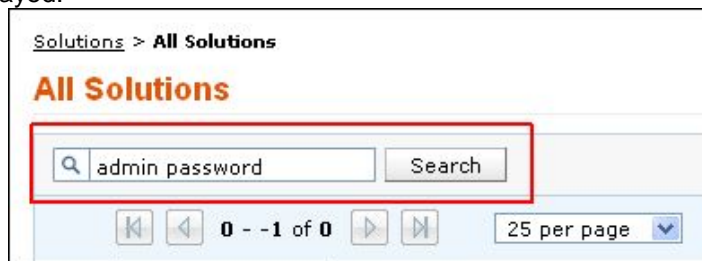 Solutions > All Solutions
All Solutions
admin password Search
0 - -1 of 0 25 per page